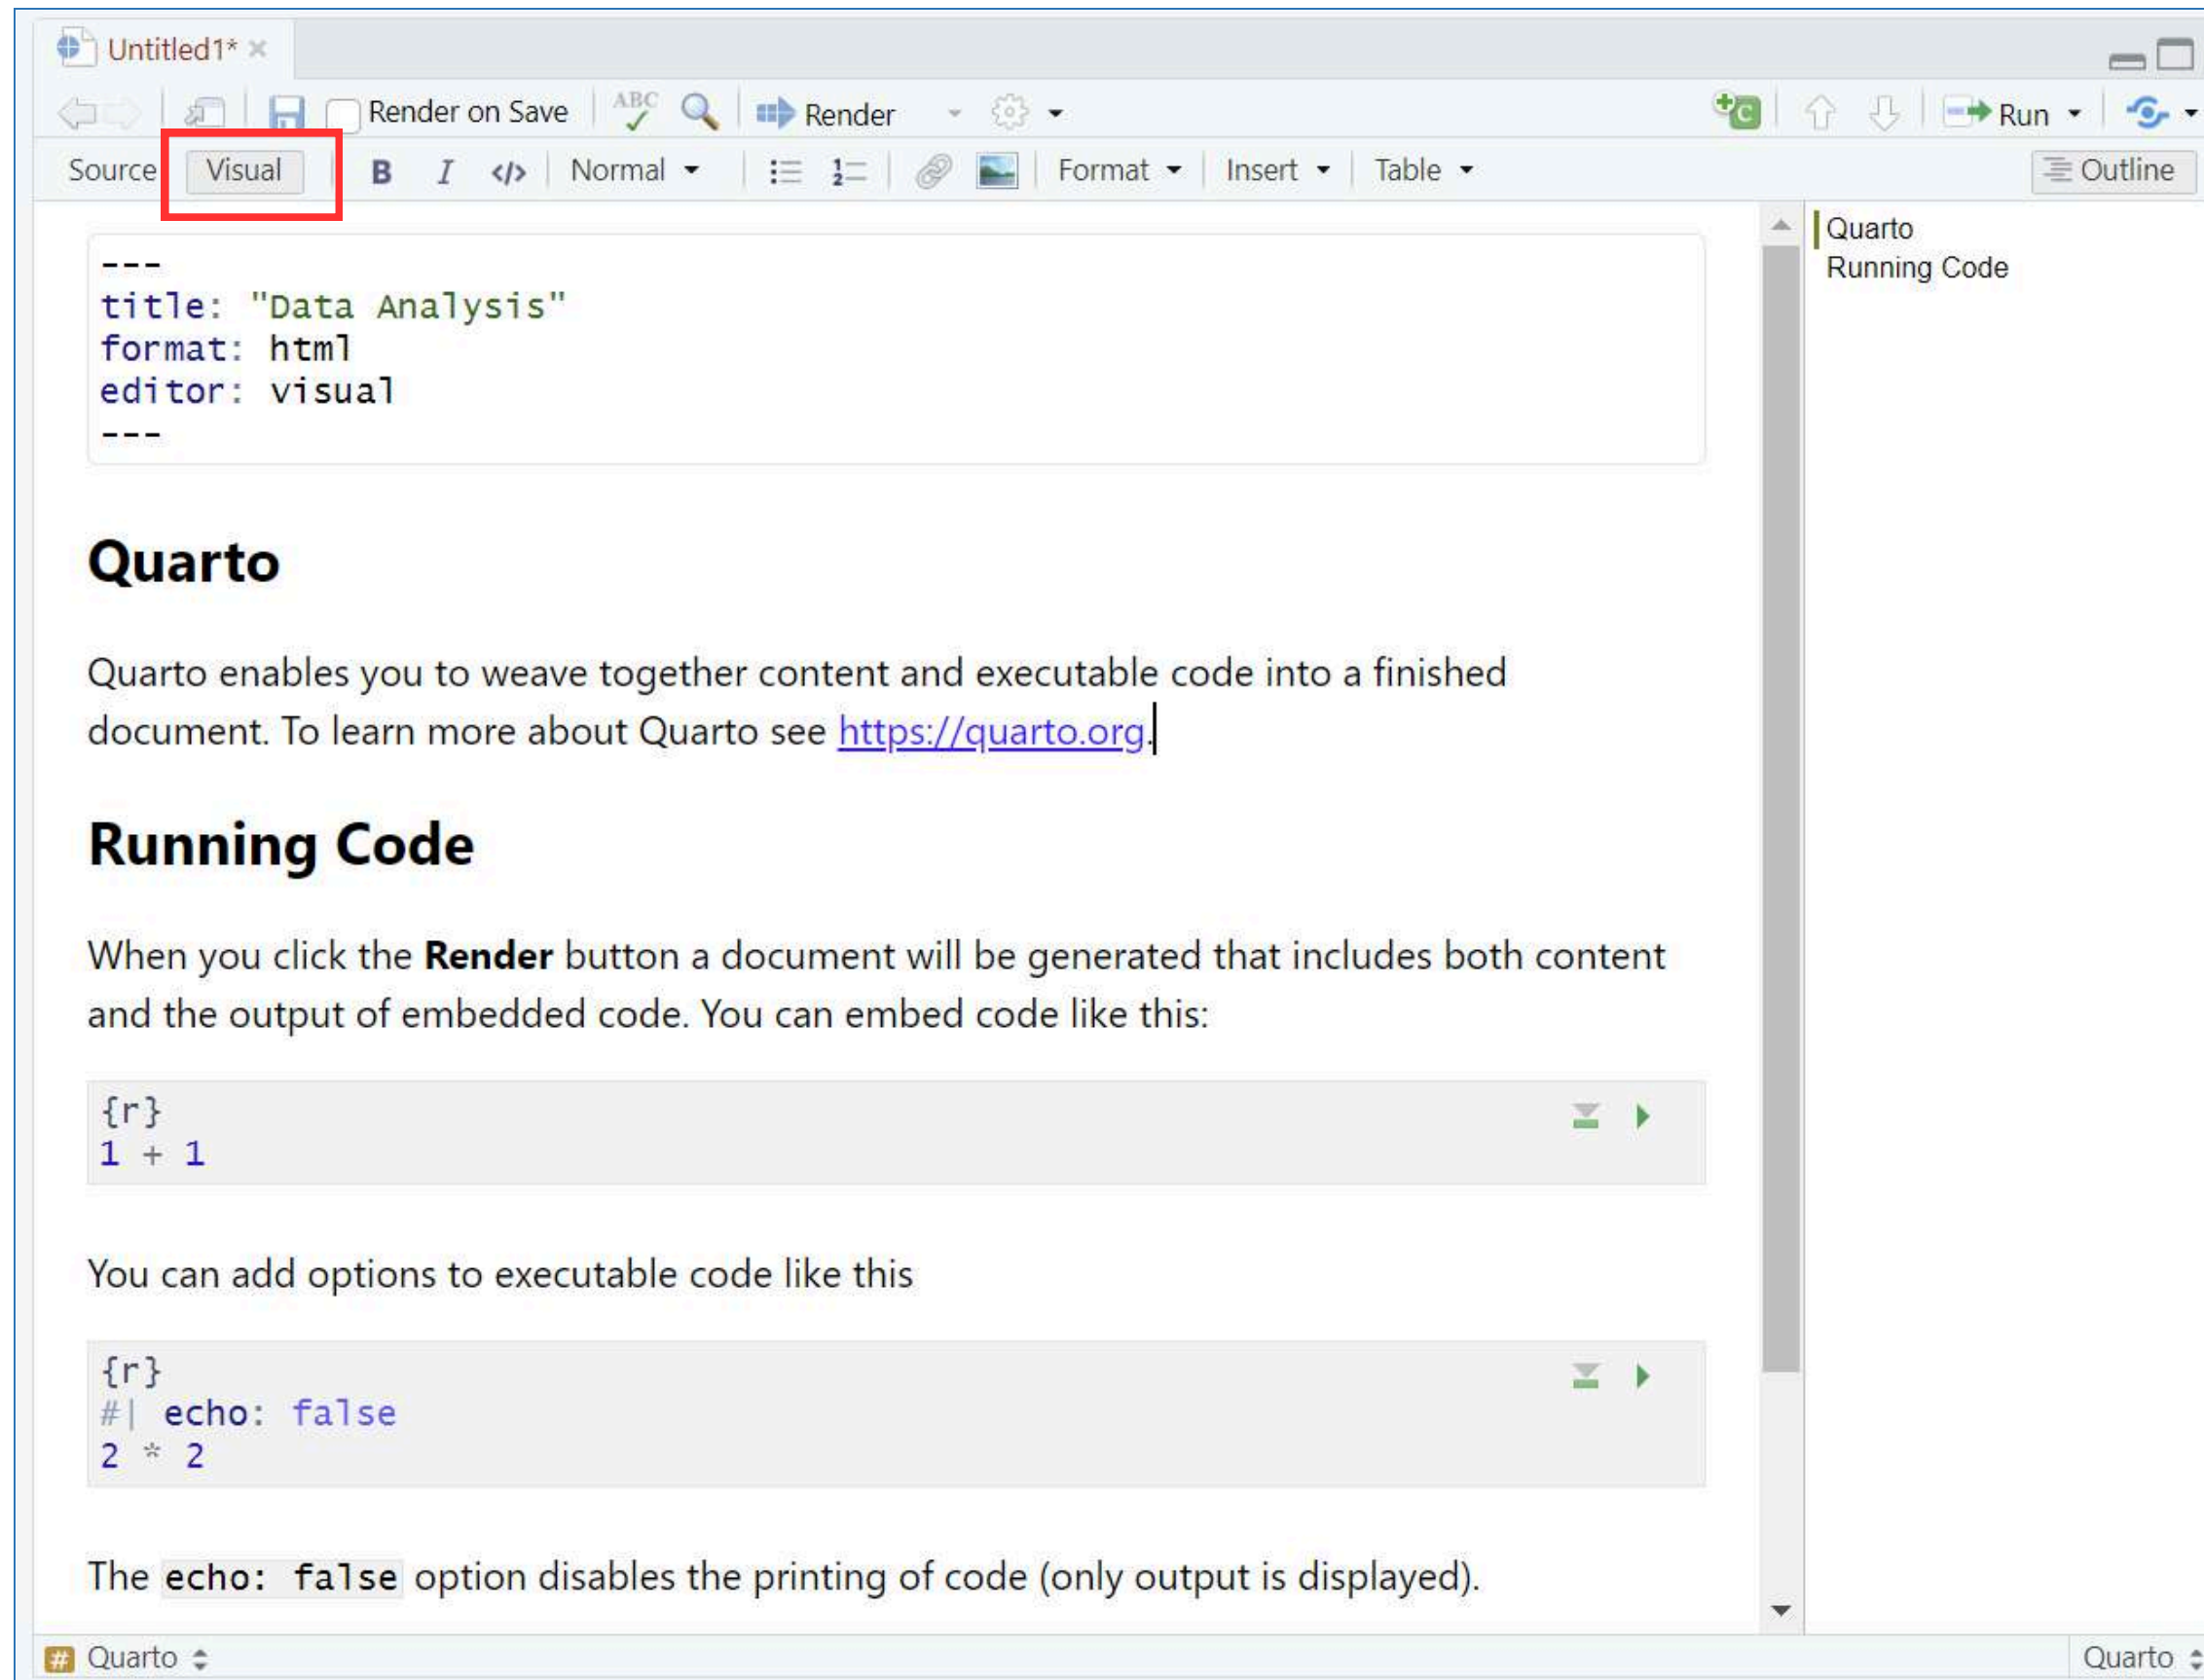 Untitled1*
Render on Save ABC Render Run
Source Visual B I </> Normal Format Insert Table Outline
---
title: "Data Analysis"
format: html
editor: visual
---
Quarto
Quarto enables you to weave together content and executable code into a finished
document. To learn more about Quarto see https://quarto.org.
Running Code
When you click the Render button a document will be generated that includes both content
and the output of embedded code. You can embed code like this:
{r}
1 + 1
You can add options to executable code like this
{r}
#| echo: false
2 * 2
The echo: false option disables the printing of code (only output is displayed).
Quarto
Running Code
# Quarto Quarto